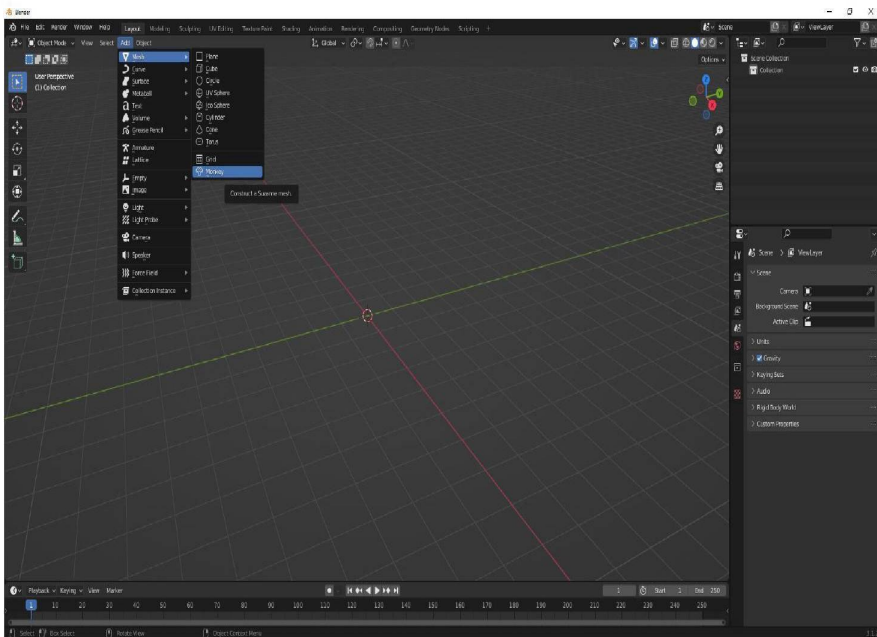 Blender
File Edit Render Window Help Layout Modeling Sculpting UV Editing Texture Paint Shading Animation Rendering Compositing Geometry Nodes Scripting + Scene ViewLayer
Object Mode View Select Add Object Global
Options
User Perspective
(1) Collection
Mesh
Curve
Surface
Metaball
Text
Volume
Grease Pencil
Armature
Lattice
Empty
Image
Light
Light Probe
Camera
Speaker
Force Field
Collection Instance
Plane
Cube
Circle
UV Sphere
Ico Sphere
Cylinder
Cone
Torus
Grid
Monkey
Construct a Suzanne mesh.
Scene Collection
Collection
Scene > ViewLayer
Scene
Camera
Background Scene
Active Clip
Units
Gravity
Keying Sets
Audio
Rigid Body World
Custom Properties
Playback Keying View Marker 1 Start 1 End 250
1 10 20 30 40 50 60 70 80 90 100 110 120 130 140 150 160 170 180 190 200 210 220 230 240 250
Select Box Select Rotate View Object Context Menu